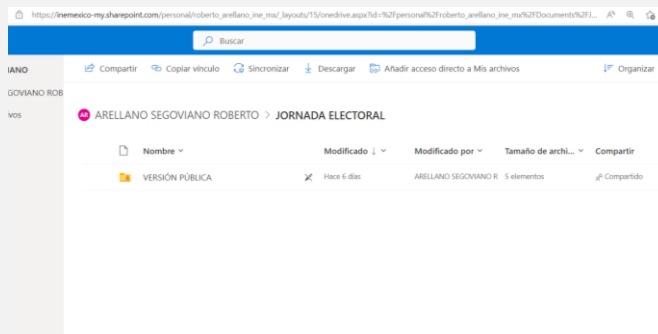 https://inemexico-my.sharepoint.com/personal/roberto_arellano_ine_mx/_layouts/15/onedrive.aspx?id=%2Fpersonal%2Froberto_arellano_ine_mx%2FDocuments%2FJ...
Buscar
IANO
GOVIANO ROB
ivos
Compartir Copiar vínculo Sincronizar Descargar Añadir acceso directo a Mis archivos Organizar
AR ARELLANO SEGOVIANO ROBERTO > JORNADA ELECTORAL
Nombre Modificado ↓ Modificado por Tamaño de archi... Compartir
VERSIÓN PÚBLICA Hace 6 días ARELLANO SEGOVIANO R 5 elementos Compartido